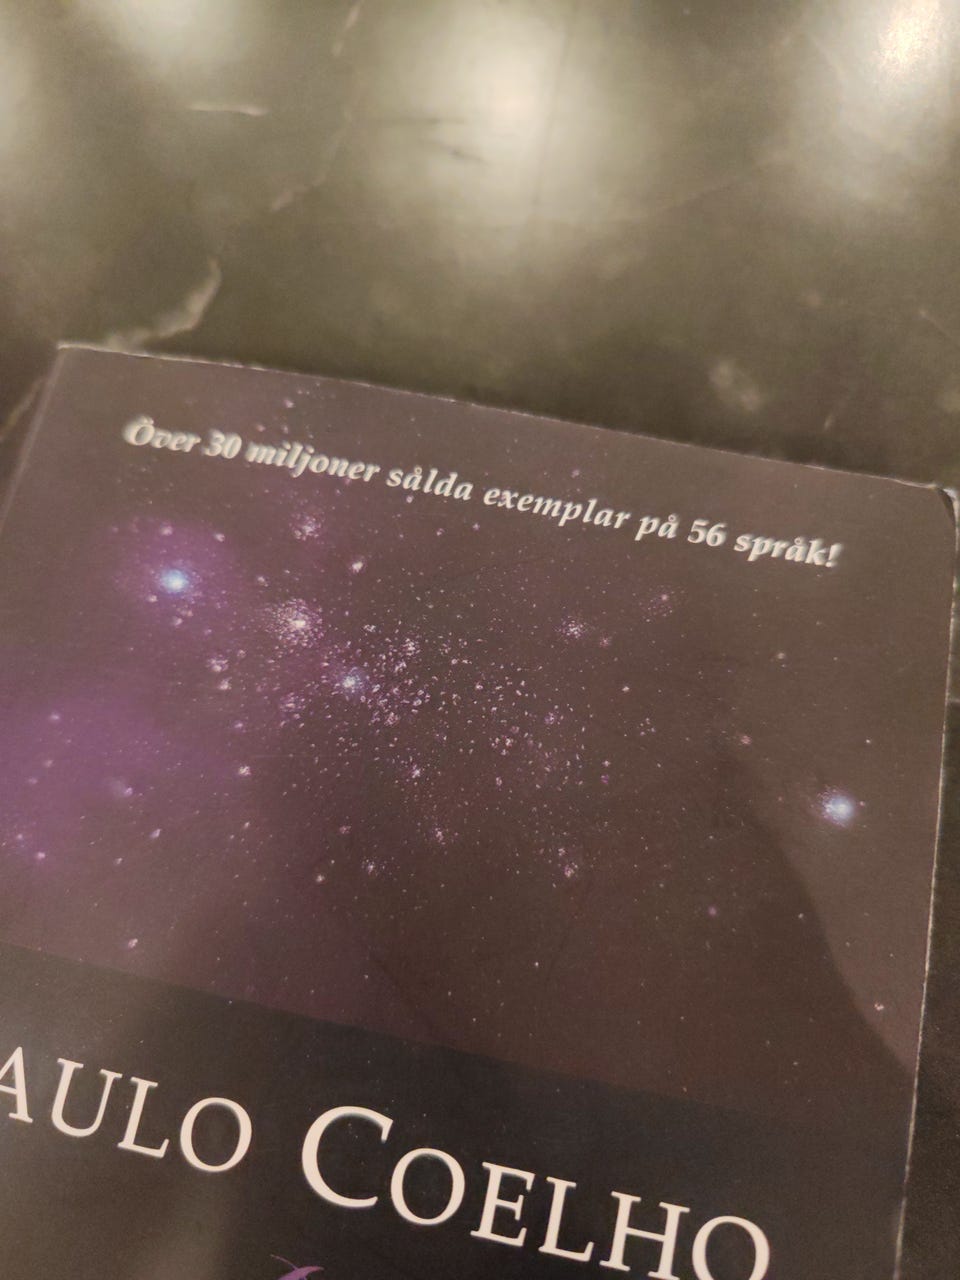 Över 30 miljoner sålda exemplar på 56 språk!
AULO COELHO